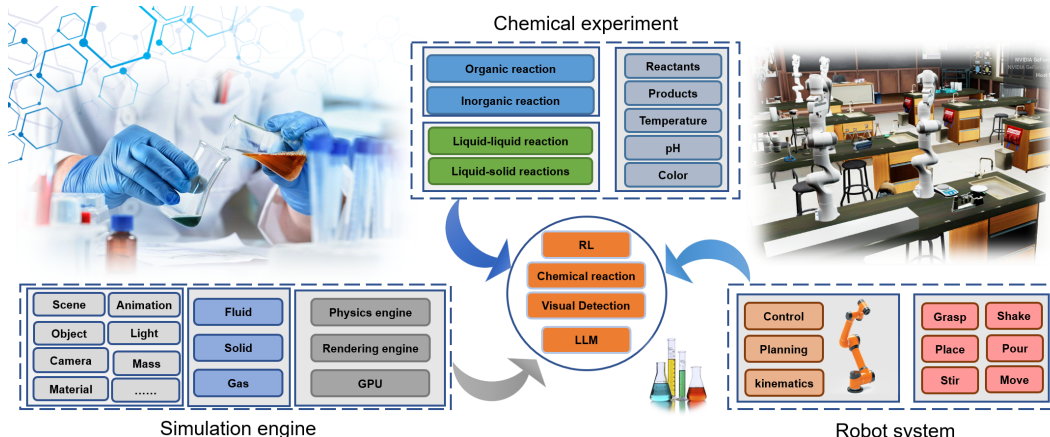 Chemical experiment
Organic reaction
Inorganic reaction
Liquid-liquid reaction
Liquid-solid reactions
Reactants
Products
Temperature
pH
Color
RL
Chemical reaction
Visual Detection
LLM
Scene
Animation
Object
Light
Camera
Mass
Material
......
Fluid
Solid
Gas
Physics engine
Rendering engine
GPU
Simulation engine
Control
Planning
kinematics
Grasp
Shake
Place
Pour
Stir
Move
Robot system